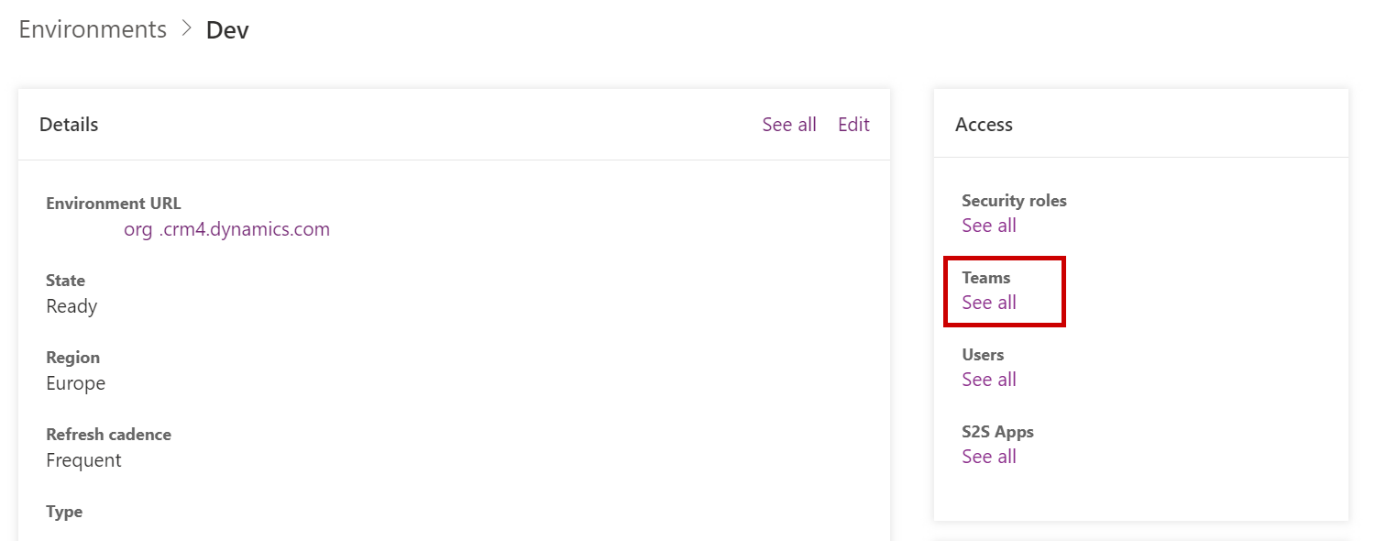 Environments > Dev
Details
See all Edit
Environment URL
org .crm4.dynamics.com
State
Ready
Region
Europe
Refresh cadence
Frequent
Type
Access
Security roles
See all
Teams
See all
Users
See all
S2S Apps
See all